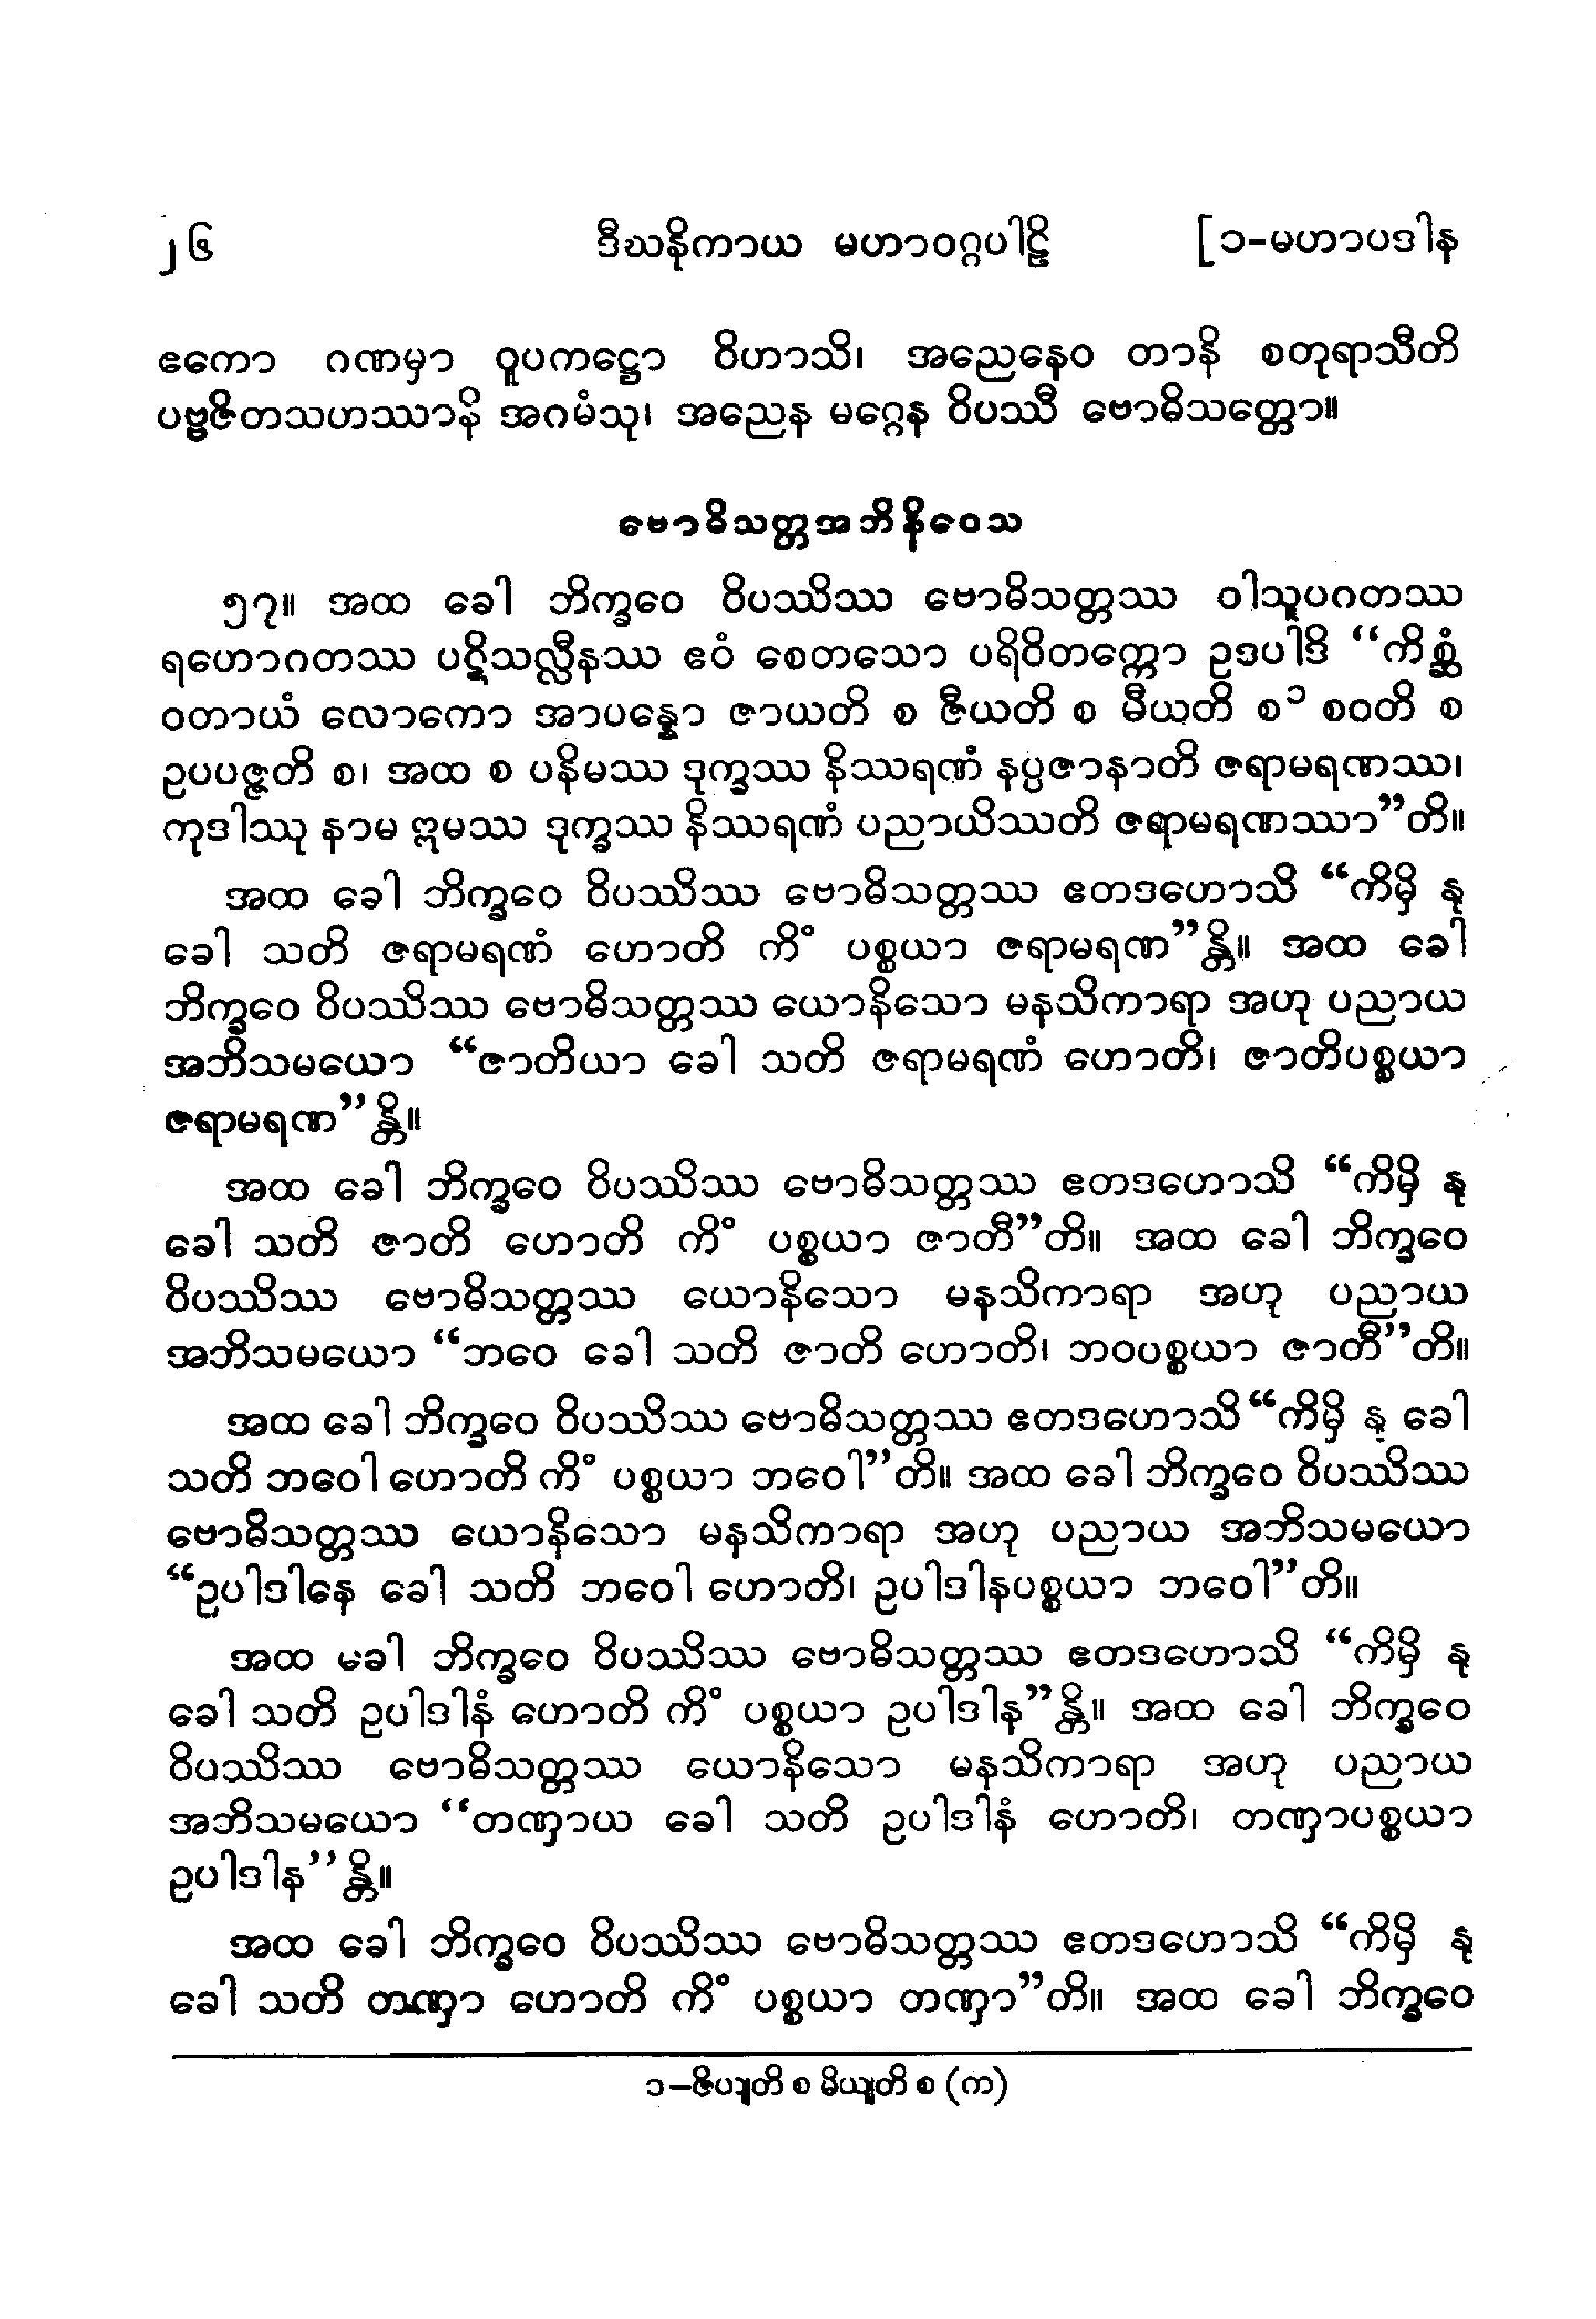 ၂၆ ဒီဃနိကာယ မဟာဝဂ္ဂပါဠိ [၁-မဟာပဒါန
ဧကော ဂဏမှာ ဝူပကဋ္ဌော ဝိဟာသိ၊ အညေနေဝ တာနိ စတုရာသီတိ
ပဗ္ဗဇိတသဟဿာနိ အဂမံသု၊ အညေန မဂ္ဂေန ဝိပဿီ ဗောဓိသတ္တော။
ဗောဓိသတ္တအဘိနိဝေသ
၅၇။ အထ ခေါ ဘိက္ခဝေ ဝိပဿိဿ ဗောဓိသတ္တဿ ဝါသူပဂတဿ
ရဟောဂတဿ ပဋိသလ္လီနဿ ဧဝံ စေတသော ပရိဝိတက္ကော ဥဒပါဒိ “ကိစ္ဆံ
ဝတာယံ လောကော အာပန္နော ဇာယတိ စ ဇီယတိ စ မီယတိ စ၁ စဝတိ စ
ဥပပဇ္ဇတိ စ၊ အထ စ ပနိမဿ ဒုက္ခဿ နိဿရဏံ နပ္ပဇာနာတိ ဇရာမရဏဿ၊
ကုဒါဿု နာမ ဣမဿ ဒုက္ခဿ နိဿရဏံ ပညာယိဿတိ ဇရာမရဏဿာ”တိ။
အထ ခေါ ဘိက္ခဝေ ဝိပဿိဿ ဗောဓိသတ္တဿ ဧတဒဟောသိ “ကိမှိ နု
ခေါ သတိ ဇရာမရဏံ ဟောတိ ကိံ ပစ္စယာ ဇရာမရဏ”န္တိ။ အထ ခေါ
ဘိက္ခဝေ ဝိပဿိဿ ဗောဓိသတ္တဿ ယောနိသော မနသိကာရာ အဟု ပညာယ
အဘိသမယော “ဇာတိယာ ခေါ သတိ ဇရာမရဏံ ဟောတိ၊ ဇာတိပစ္စယာ
ဇရာမရဏ”န္တိ။
အထ ခေါ ဘိက္ခဝေ ဝိပဿိဿ ဗောဓိသတ္တဿ ဧတဒဟောသိ “ကိမှိ နု
ခေါ သတိ ဇာတိ ဟောတိ ကိံ ပစ္စယာ ဇာတီ”တိ။ အထ ခေါ ဘိက္ခဝေ
ဝိပဿိဿ ဗောဓိသတ္တဿ ယောနိသော မနသိကာရာ အဟု ပညာယ
အဘိသမယော “ဘဝေ ခေါ သတိ ဇာတိ ဟောတိ၊ ဘဝပစ္စယာ ဇာတီ”တိ။
အထ ခေါ ဘိက္ခဝေ ဝိပဿိဿ ဗောဓိသတ္တဿ ဧတဒဟောသိ “ကိမှိ နု ခေါ
သတိ ဘဝေါ ဟောတိ ကိံ ပစ္စယာ ဘဝေါ”တိ။ အထ ခေါ ဘိက္ခဝေ ဝိပဿိဿ
ဗောဓိသတ္တဿ ယောနိသော မနသိကာရာ အဟု ပညာယ အဘိသမယော
“ဥပါဒါနေ ခေါ သတိ ဘဝေါ ဟောတိ၊ ဥပါဒါနပစ္စယာ ဘဝေါ”တိ။
အထ ခေါ ဘိက္ခဝေ ဝိပဿိဿ ဗောဓိသတ္တဿ ဧတဒဟောသိ “ကိမှိ နု
ခေါ သတိ ဥပါဒါနံ ဟောတိ ကိံ ပစ္စယာ ဥပါဒါန”န္တိ။ အထ ခေါ ဘိက္ခဝေ
ဝိပဿိဿ ဗောဓိသတ္တဿ ယောနိသော မနသိကာရာ အဟု ပညာယ
အဘိသမယော “တဏှာယ ခေါ သတိ ဥပါဒါနံ ဟောတိ၊ တဏှာပစ္စယာ
ဥပါဒါန”န္တိ။
အထ ခေါ ဘိက္ခဝေ ဝိပဿိဿ ဗောဓိသတ္တဿ ဧတဒဟောသိ “ကိမှိ နု
ခေါ သတိ တဏှာ ဟောတိ ကိံ ပစ္စယာ တဏှာ”တိ။ အထ ခေါ ဘိက္ခဝေ
၁-ဇိယျတိ စ မိယျတိ စ (က)